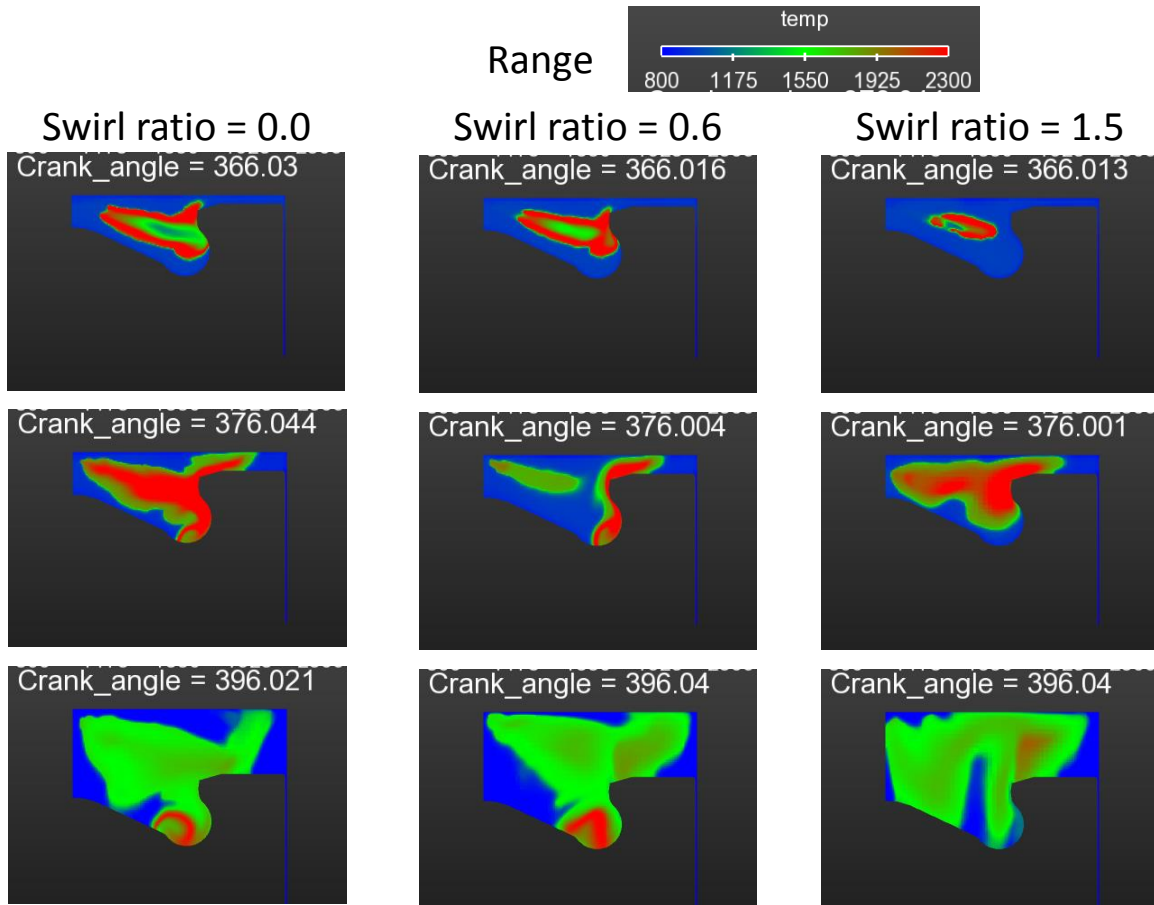 temp
Range
800 1175 1550 1925 2300
Swirl ratio = 0.0
Swirl ratio = 0.6
Swirl ratio = 1.5
Crank_angle = 366.03
Crank_angle = 366.016
Crank_angle = 366.013
Crank_angle = 376.044
Crank_angle = 376.004
Crank_angle = 376.001
Crank_angle = 396.021
Crank_angle = 396.04
Crank_angle = 396.04